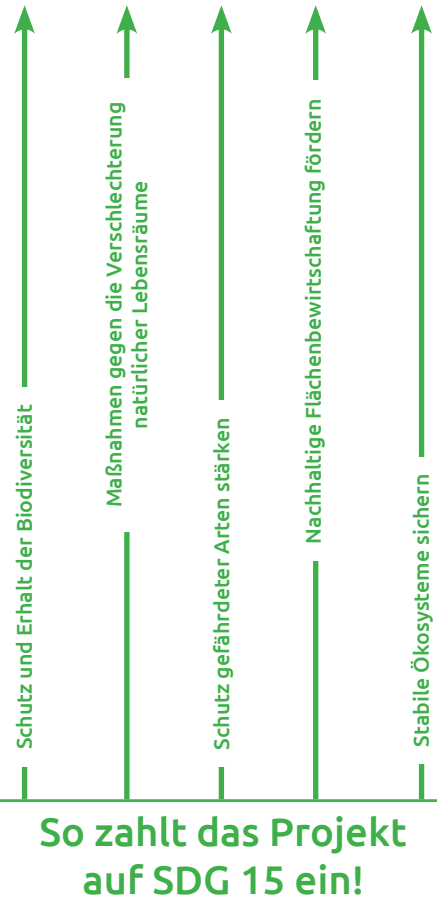 Schutz und Erhalt der Biodiversität
Maßnahmen gegen die Verschlechterung
natürlicher Lebensräume
Schutz gefährdeter Arten stärken
Nachhaltige Flächenbewirtschaftung fördern
Stabile Ökosysteme sichern
So zahlt das Projekt
auf SDG 15 ein!